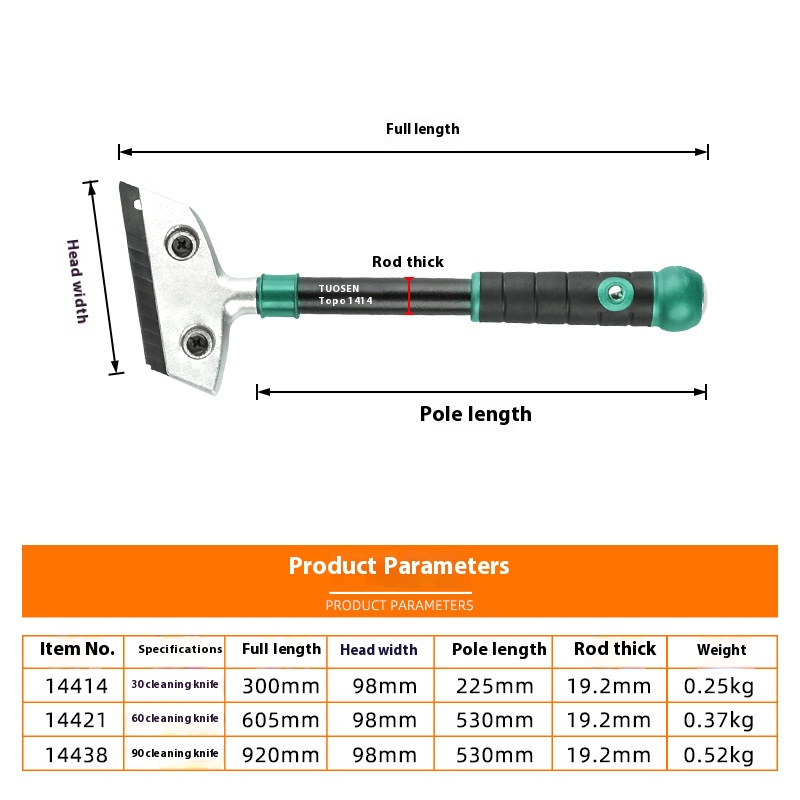 Full length
Head width
Rod thick
TUOSEN
Topo 1414
Pole length
Product Parameters
PRODUCT PARAMETERS
Item No. Specifications Full length Head width Pole length Rod thick Weight
14414 30 cleaning knife 300mm 98mm 225mm 19.2mm 0.25kg
14421 60 cleaning knife 605mm 98mm 530mm 19.2mm 0.37kg
14438 90 cleaning knife 920mm 98mm 530mm 19.2mm 0.52kg